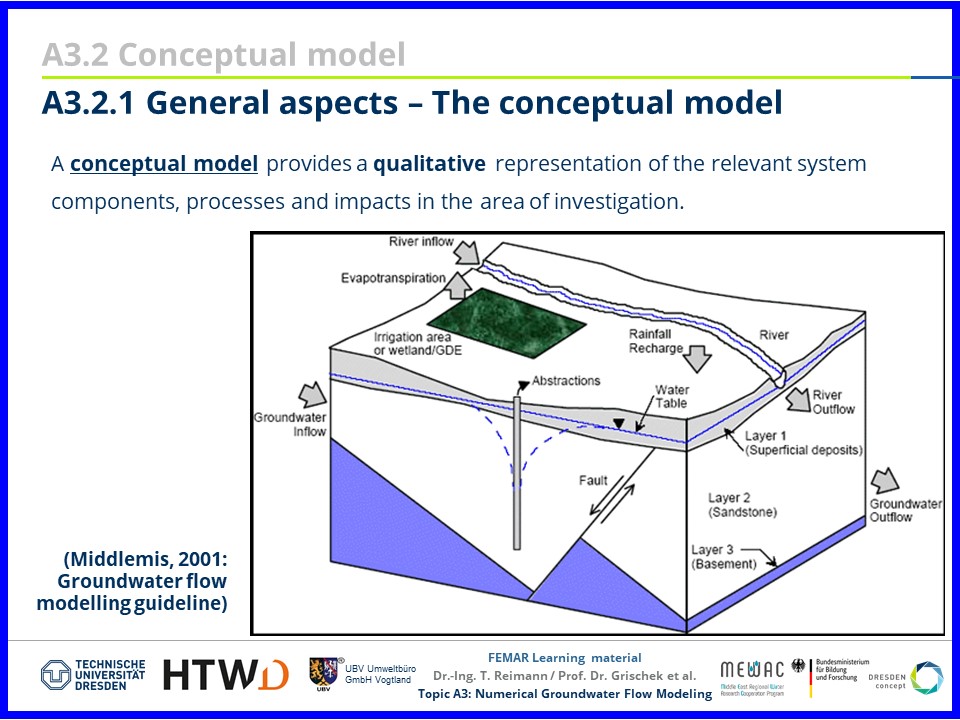 A3.2 Conceptual model
A3.2.1 General aspects – The conceptual model
A conceptual model provides a qualitative representation of the relevant system
components, processes and impacts in the area of investigation.
River inflow
Evapotranspiration
Irrigation area
or wetland/GDE
Rainfall
Recharge
River
Abstractions
Water
Table
River
Outflow
Groundwater
Inflow
Layer 1
(Superficial deposits)
Fault
Layer 2
(Sandstone)
Groundwater
Outflow
Layer 3
(Basement)
(Middlemis, 2001:
Groundwater flow
modelling guideline)
TECHNISCHE
UNIVERSITÄT
DRESDEN
HTWD
UBV
®
UBV Umweltbüro
GmbH Vogtland
FEMAR Learning material
Dr.-Ing. T. Reimann / Prof. Dr. Grischek et al.
Topic A3: Numerical Groundwater Flow Modeling
MEWAC
Middle East Regional Water
Research Cooperation Program
Bundesministerium
für Bildung
und Forschung
DRESDEN
concept